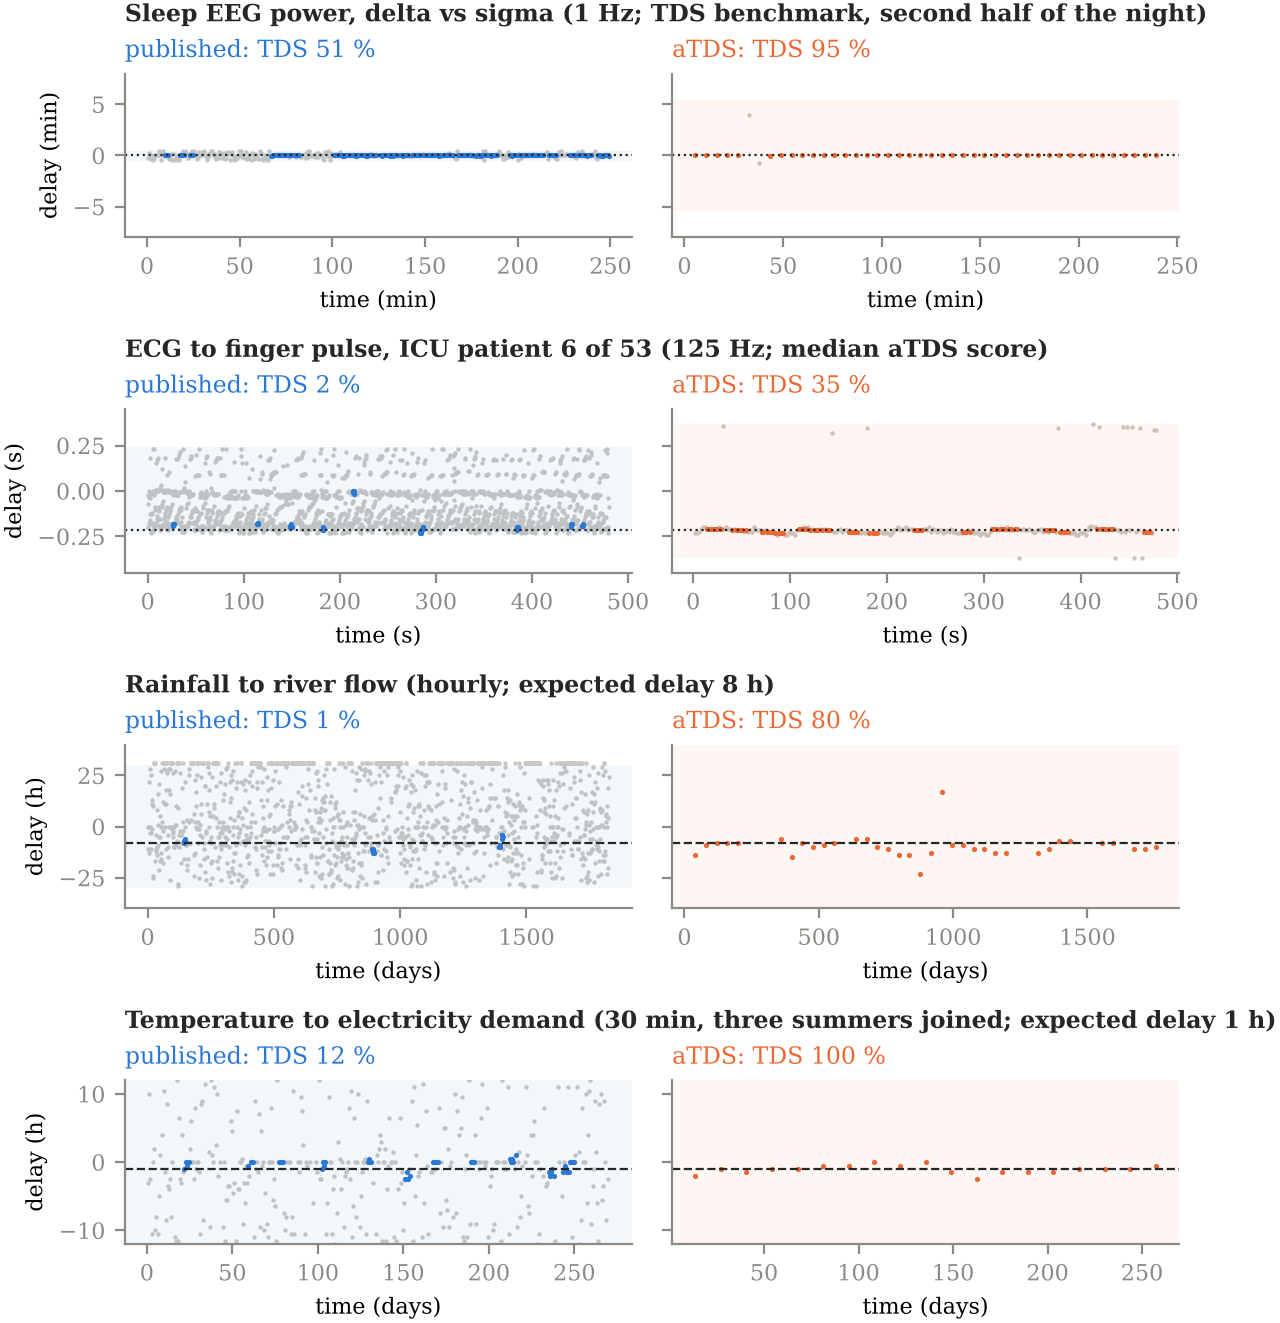 Sleep EEG power, delta vs sigma (1 Hz; TDS benchmark, second half of the night)
published: TDS 51 %
aTDS: TDS 95 %
delay (min)
5
0
−5
0 50 100 150 200 250
0 50 100 150 200 250
time (min)
time (min)
ECG to finger pulse, ICU patient 6 of 53 (125 Hz; median aTDS score)
published: TDS 2 %
aTDS: TDS 35 %
delay (s)
0.25
0.00
−0.25
0 100 200 300 400 500
0 100 200 300 400 500
time (s)
time (s)
Rainfall to river flow (hourly; expected delay 8 h)
published: TDS 1 %
aTDS: TDS 80 %
delay (h)
25
0
−25
0 500 1000 1500
0 500 1000 1500
time (days)
time (days)
Temperature to electricity demand (30 min, three summers joined; expected delay 1 h)
published: TDS 12 %
aTDS: TDS 100 %
delay (h)
10
0
−10
0 50 100 150 200 250
50 100 150 200 250
time (days)
time (days)